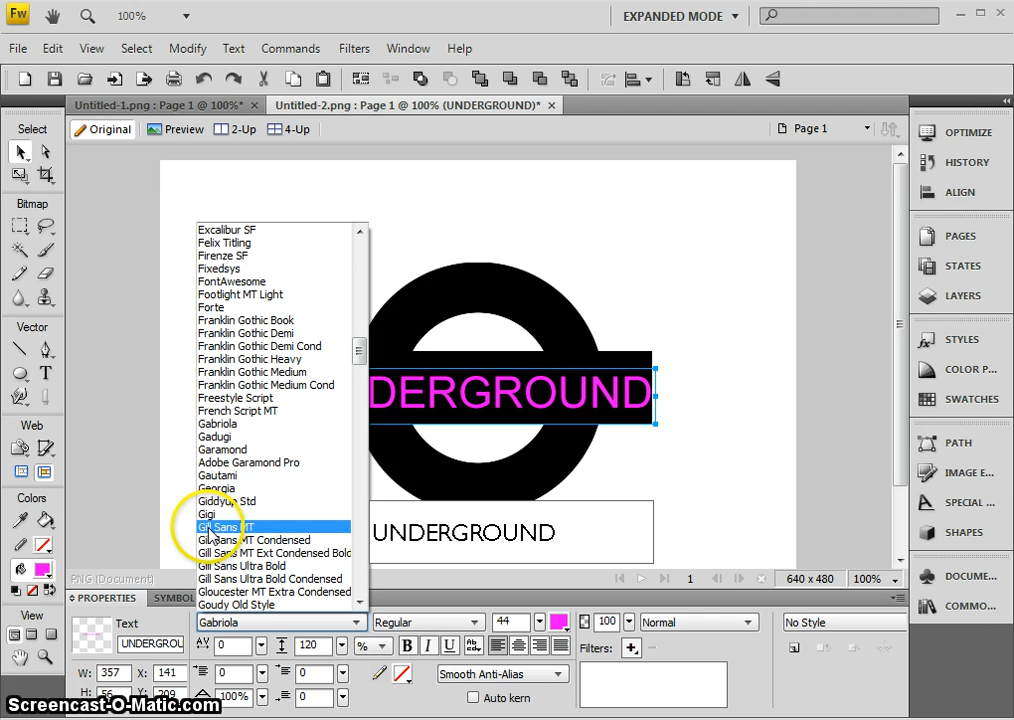 Fw
100%
EXPANDED MODE
File Edit View Select Modify Text Commands Filters Window Help
Untitled-1.png : Page 1 @ 100%* × Untitled-2.png : Page 1 @ 100% (UNDERGROUND)* ×
Original Preview 2-Up 4-Up Page 1
Select
Bitmap
Vector
T
Web
Colors
View
Excalibur SF
Felix Titling
Firenze SF
Fixedsys
FontAwesome
Footlight MT Light
Forte
Franklin Gothic Book
Franklin Gothic Demi
Franklin Gothic Demi Cond
Franklin Gothic Heavy
Franklin Gothic Medium
Franklin Gothic Medium Cond
Freestyle Script
French Script MT
Gabriola
Gadugi
Garamond
Adobe Garamond Pro
Gautami
Georgia
Giddyup Std
Gigi
Gill Sans MT
Gill Sans MT Condensed
Gill Sans MT Ext Condensed Bold
Gill Sans Ultra Bold
Gill Sans Ultra Bold Condensed
Gloucester MT Extra Condensed
Goudy Old Style
DERGROUND
UNDERGROUND
OPTIMIZE
HISTORY
ALIGN
PAGES
STATES
LAYERS
STYLES
COLOR P...
SWATCHES
PATH
IMAGE E...
SPECIAL ...
SHAPES
DOCUME...
COMMO...
PNG (Document) 1 640 x 480 100%
PROPERTIES SYMBOL
Text
UNDERGROU
Gabriola Regular 44 100 Normal No Style
0 120 % B I U Filters:
W: 357 X: 141 0 0 Smooth Anti-Alias
H: 56 Y: 209 100% 0 Auto kern
Screencast-O-Matic.com